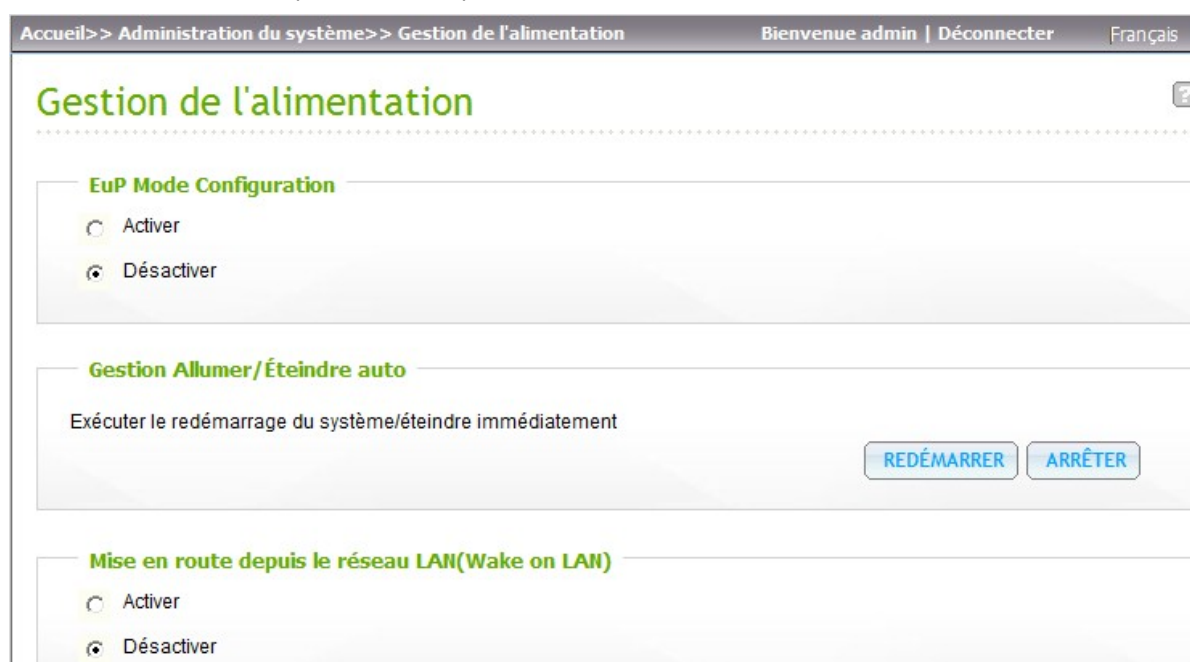 Accueil>> Administration du système>> Gestion de l'alimentation Bienvenue admin | Déconnecter Français
Gestion de l'alimentation
?
EuP Mode Configuration
Activer
Désactiver
Gestion Allumer/Éteindre auto
Exécuter le redémarrage du système/éteindre immédiatement
REDÉMARRER ARRÊTER
Mise en route depuis le réseau LAN(Wake on LAN)
Activer
Désactiver